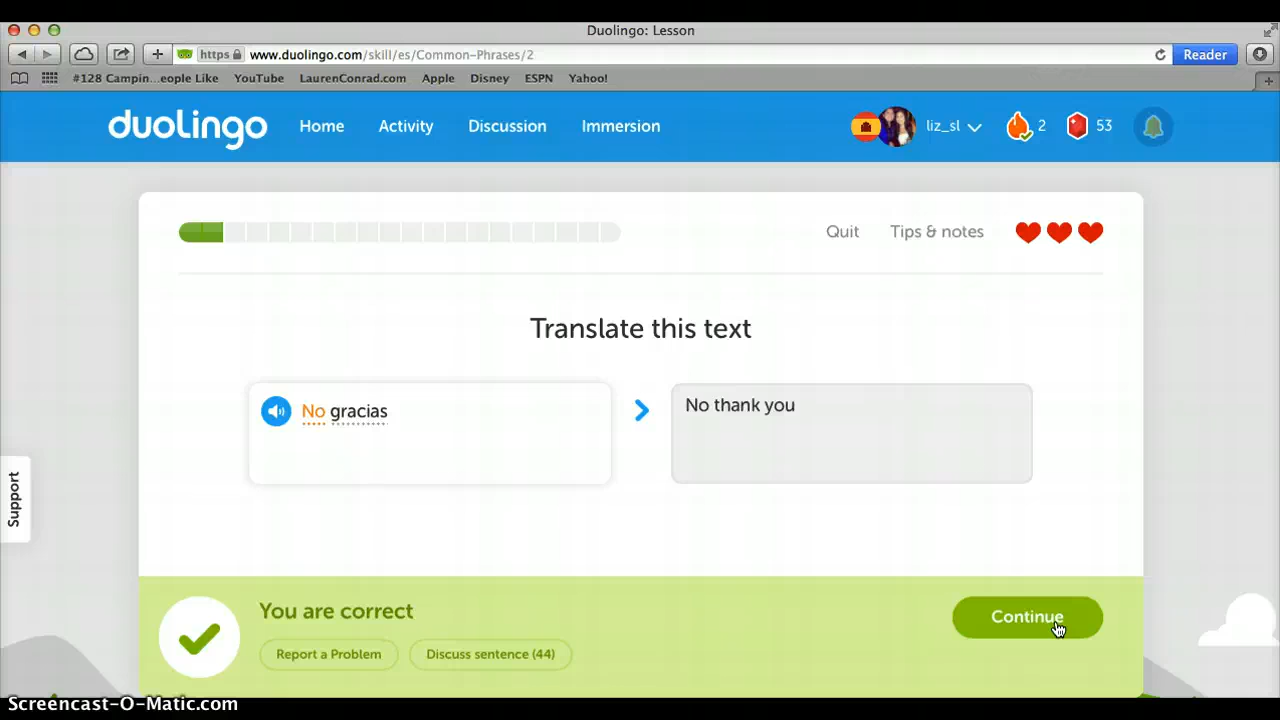 Duolingo: Lesson
https www.duolingo.com/skill/es/Common-Phrases/2 Reader
#128 Campin...eople Like YouTube LaurenConrad.com Apple Disney ESPN Yahoo!
duolingo Home Activity Discussion Immersion liz_sl 2 53
Quit Tips & notes
Translate this text
No gracias No thank you
Support
You are correct Continue
Report a Problem Discuss sentence (44)
Screencast-O-Matic.com